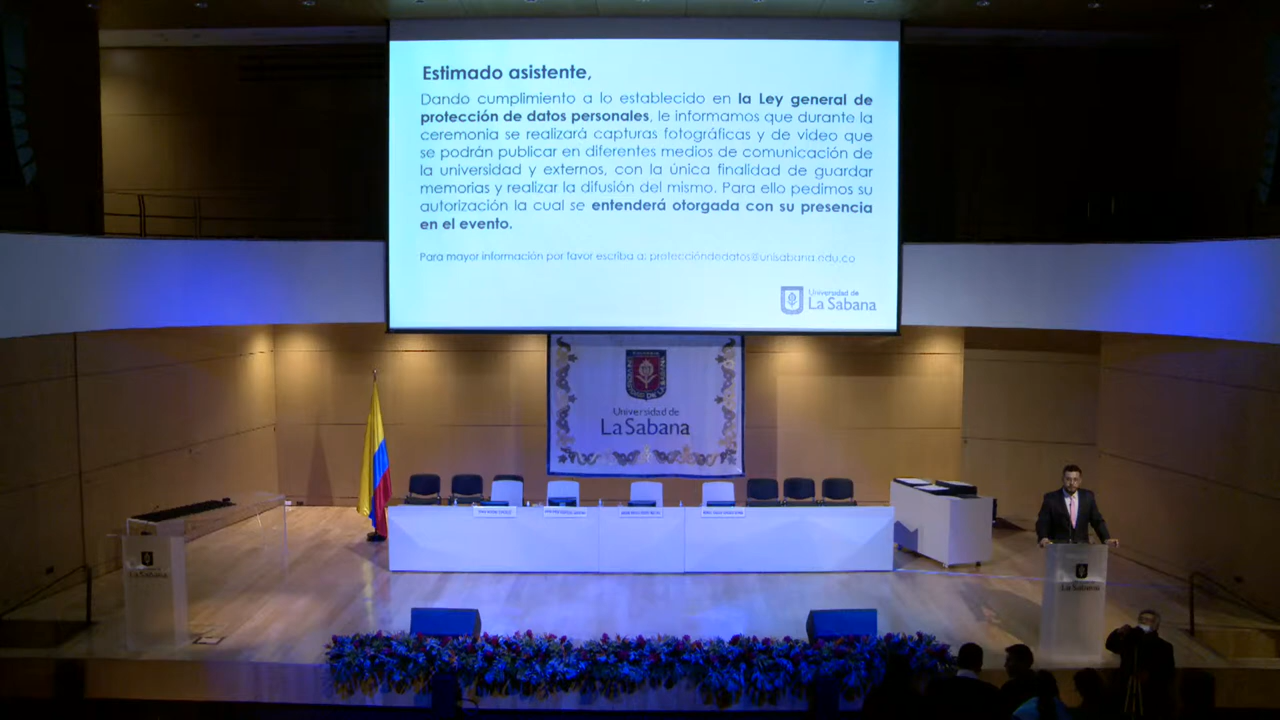 Estimado asistente,
Dando cumplimiento a lo establecido en la Ley general de
protección de datos personales, le informamos que durante la
ceremonia se realizará capturas fotográficas y de video que
se podrán publicar en diferentes medios de comunicación de
la universidad y externos, con la única finalidad de guardar
memorias y realizar la difusión del mismo. Para ello pedimos su
autorización la cual se entenderá otorgada con su presencia
en el evento.
Para mayor información por favor escriba a: proteccióndedatos@unisabana.edu.co
Universidad de
La Sabana
Universidad de
La Sabana
La Sabana
La Sabana